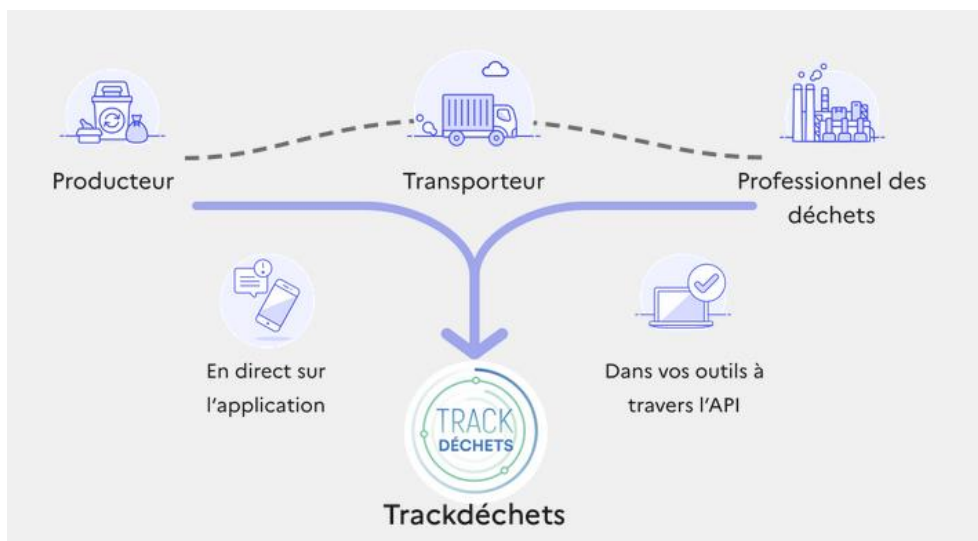 Producteur
Transporteur
Professionnel des
déchets
En direct sur
l'application
Dans vos outils à
travers l'API
TRACK
DÉCHETS
Trackdéchets